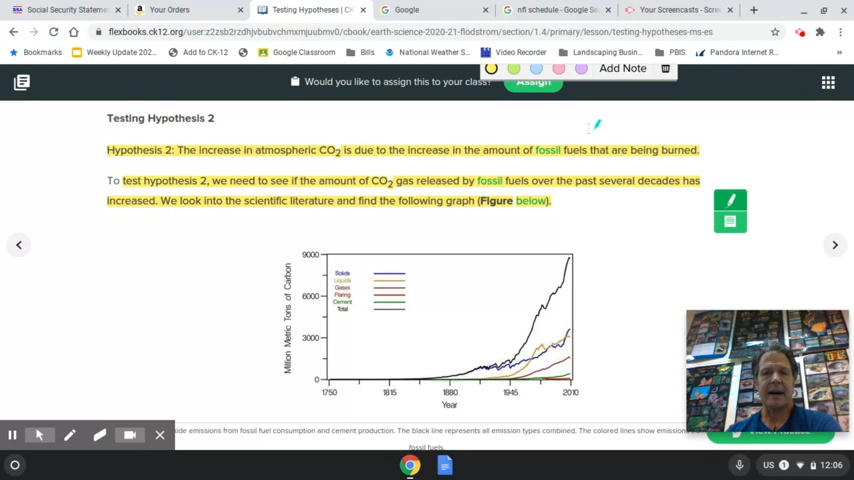 Social Security Stateme
Your Orders
Testing Hypotheses | CK
Google
nfl schedule - Google Se
Your Screencasts - Scree
flexbooks.ck12.org/user:z2zsb2rzdhjvbubvchmxmjuubmv0./cbook/earth-science-2020-21-flodstrom/section/1.4/primary/lesson/testing-hypotheses-ms-es
Bookmarks
Weekly Update 202...
Add to CK-12
Google Classroom
Bills
National Weather S...
Video Recorder
Landscaping Busin...
PBIS
Pandora Internet R...
Would you like to assign this to your class?
Assign
Add Note
Testing Hypothesis 2
Hypothesis 2: The increase in atmospheric CO2 is due to the increase in the amount of fossil fuels that are being burned.
To test hypothesis 2, we need to see if the amount of CO2 gas released by fossil fuels over the past several decades has
increased. We look into the scientific literature and find the following graph (Figure below).
Million Metric Tons of Carbon
9000
6000
3000
0
Solids
Liquids
Gases
Flaring
Cement
Total
1750
1815
1880
1945
2010
Year
ide emissions from fossil fuel consumption and cement production. The black line represents all emission types combined. The colored lines show emissions
fossil fuels.
View Practice
US
1
12:06